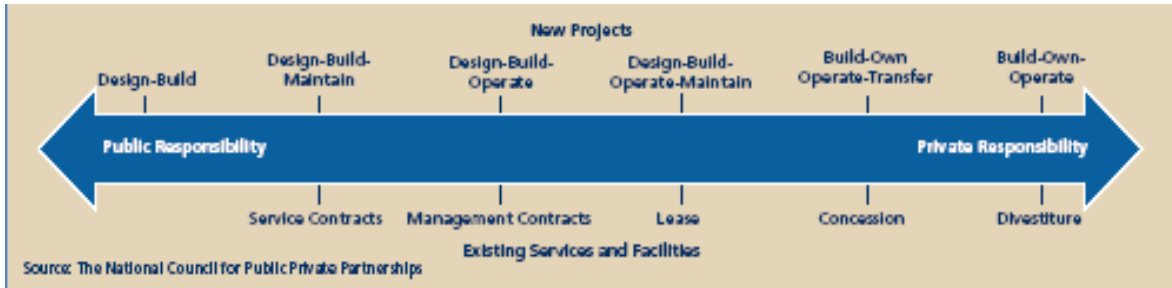 New Projects
Design-Build
Design-Build-
Maintain
Design-Build-
Operate
Design-Build-
Operate-Maintain
Build-Own
Operate-Transfer
Build-Own-
Operate
Public Responsibility
Private Responsibility
Service Contracts
Management Contracts
Lease
Concession
Divestiture
Existing Services and Facilities
Source: The National Council for Public Private Partnerships